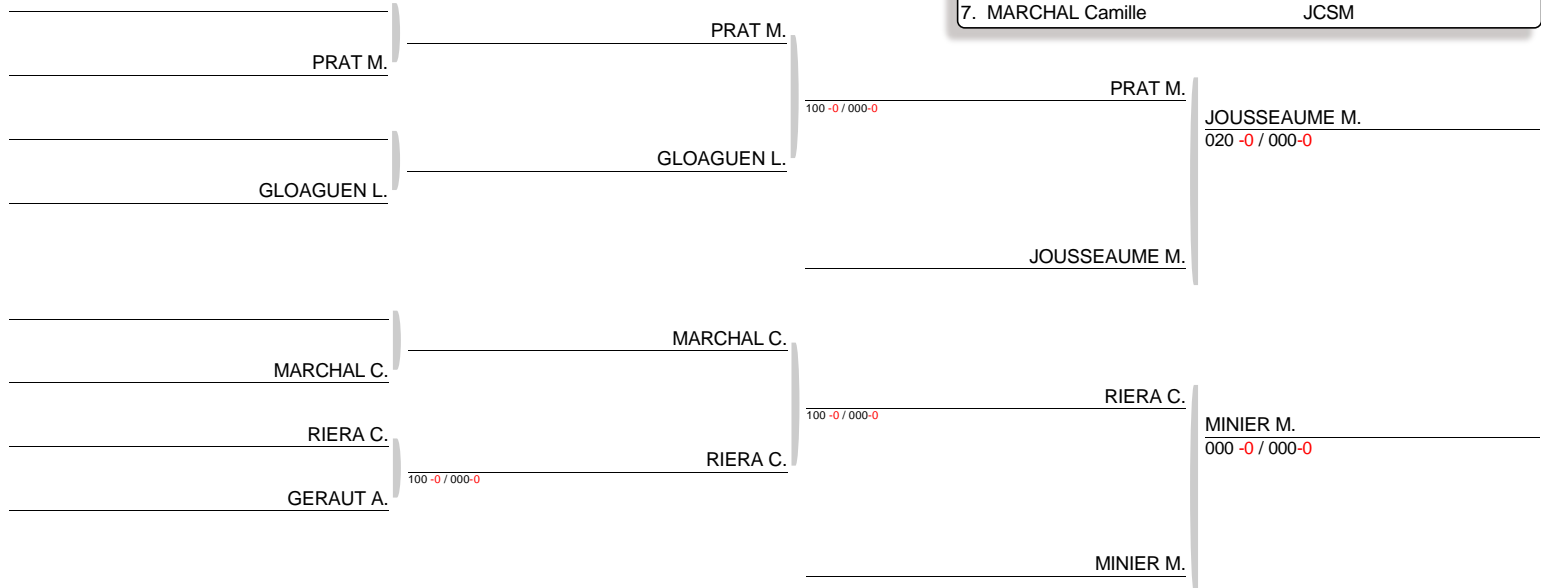 7. MARCHAL Camille JCSM
PRAT M.
PRAT M.
PRAT M.
100 -0 / 000-0
JOUSSEAUME M.
020 -0 / 000-0
GLOAGUEN L.
GLOAGUEN L.
JOUSSEAUME M.
MARCHAL C.
MARCHAL C.
RIERA C.
100 -0 / 000-0
MINIER M.
000 -0 / 000-0
RIERA C.
RIERA C.
100 -0 / 000-0
GERAUT A.
MINIER M.